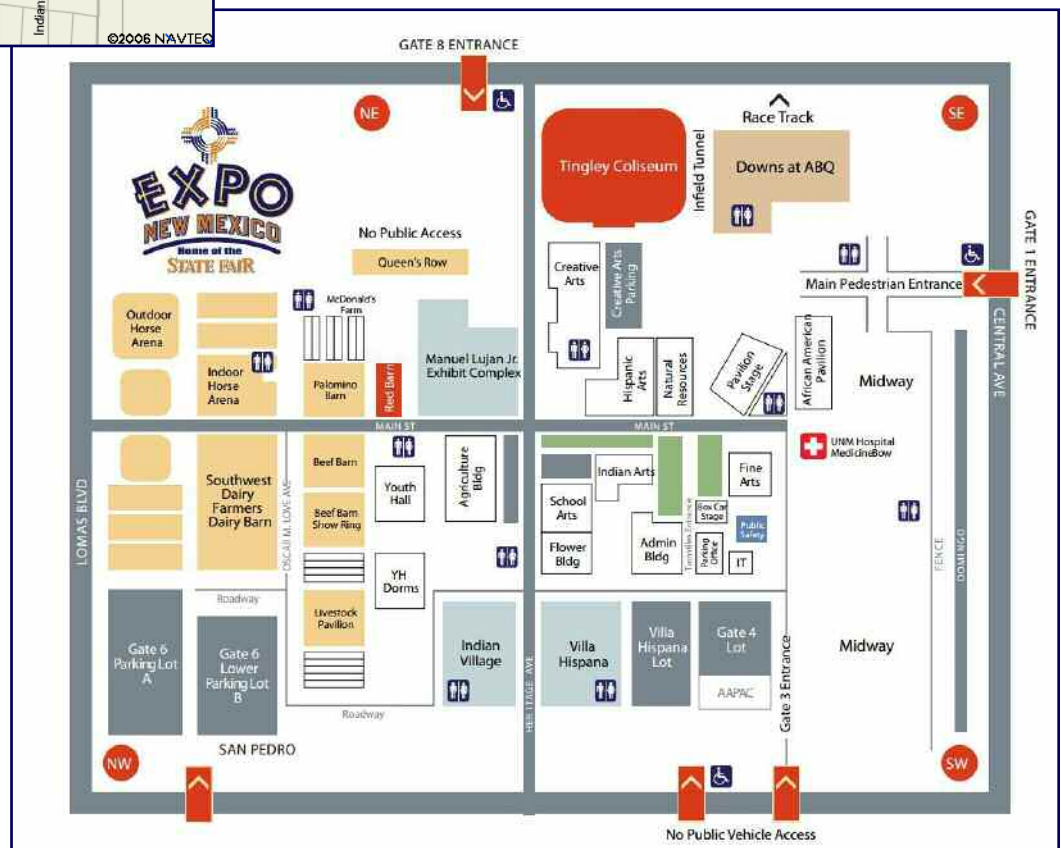 Indian
©2006 NAVTEQ
GATE 8 ENTRANCE
NE
SE
EXPO
NEW MEXICO
Home of the
STATE FAIR
Tingley Coliseum
Infield Tunnel
Race Track
Downs at ABQ
GATE 1 ENTRANCE
No Public Access
Queen's Row
Creative
Arts
Creative Arts
Parking
Main Pedestrian Entrance
CENTRAL AVE
Outdoor
Horse
Arena
McDonald's
Farm
Indoor
Horse
Arena
Palomino
Barn
Red Barn
Manuel Lujan Jr.
Exhibit Complex
Hispanic
Arts
Natural
Resources
Pavilion
Stage
African American
Pavilion
Midway
MAIN ST
MAIN ST
UNM Hospital
MedicineBow
LOMAS BLVD
Southwest
Dairy
Farmers
Dairy Barn
OSCAR M. LOVE AVE
Beef Barn
Beef Barn
Show Ring
Youth
Hall
Agriculture
Bldg
Indian Arts
School
Arts
Flower
Bldg
Admin
Bldg
Entrance
Fine
Arts
Box Car
Stage
Public
Safety
Parking
Office
IT
FENCE
DOMINGO
YH
Dorms
Roadway
Livestock
Pavilion
Gate 6
Parking Lot
A
Gate 6
Lower
Parking Lot
B
Indian
Village
Villa
Hispana
Villa
Hispana
Lot
Gate 4
Lot
AAPAC
Gate 3 Entrance
Midway
HERITAGE AVE
Roadway
SAN PEDRO
NW
SW
No Public Vehicle Access